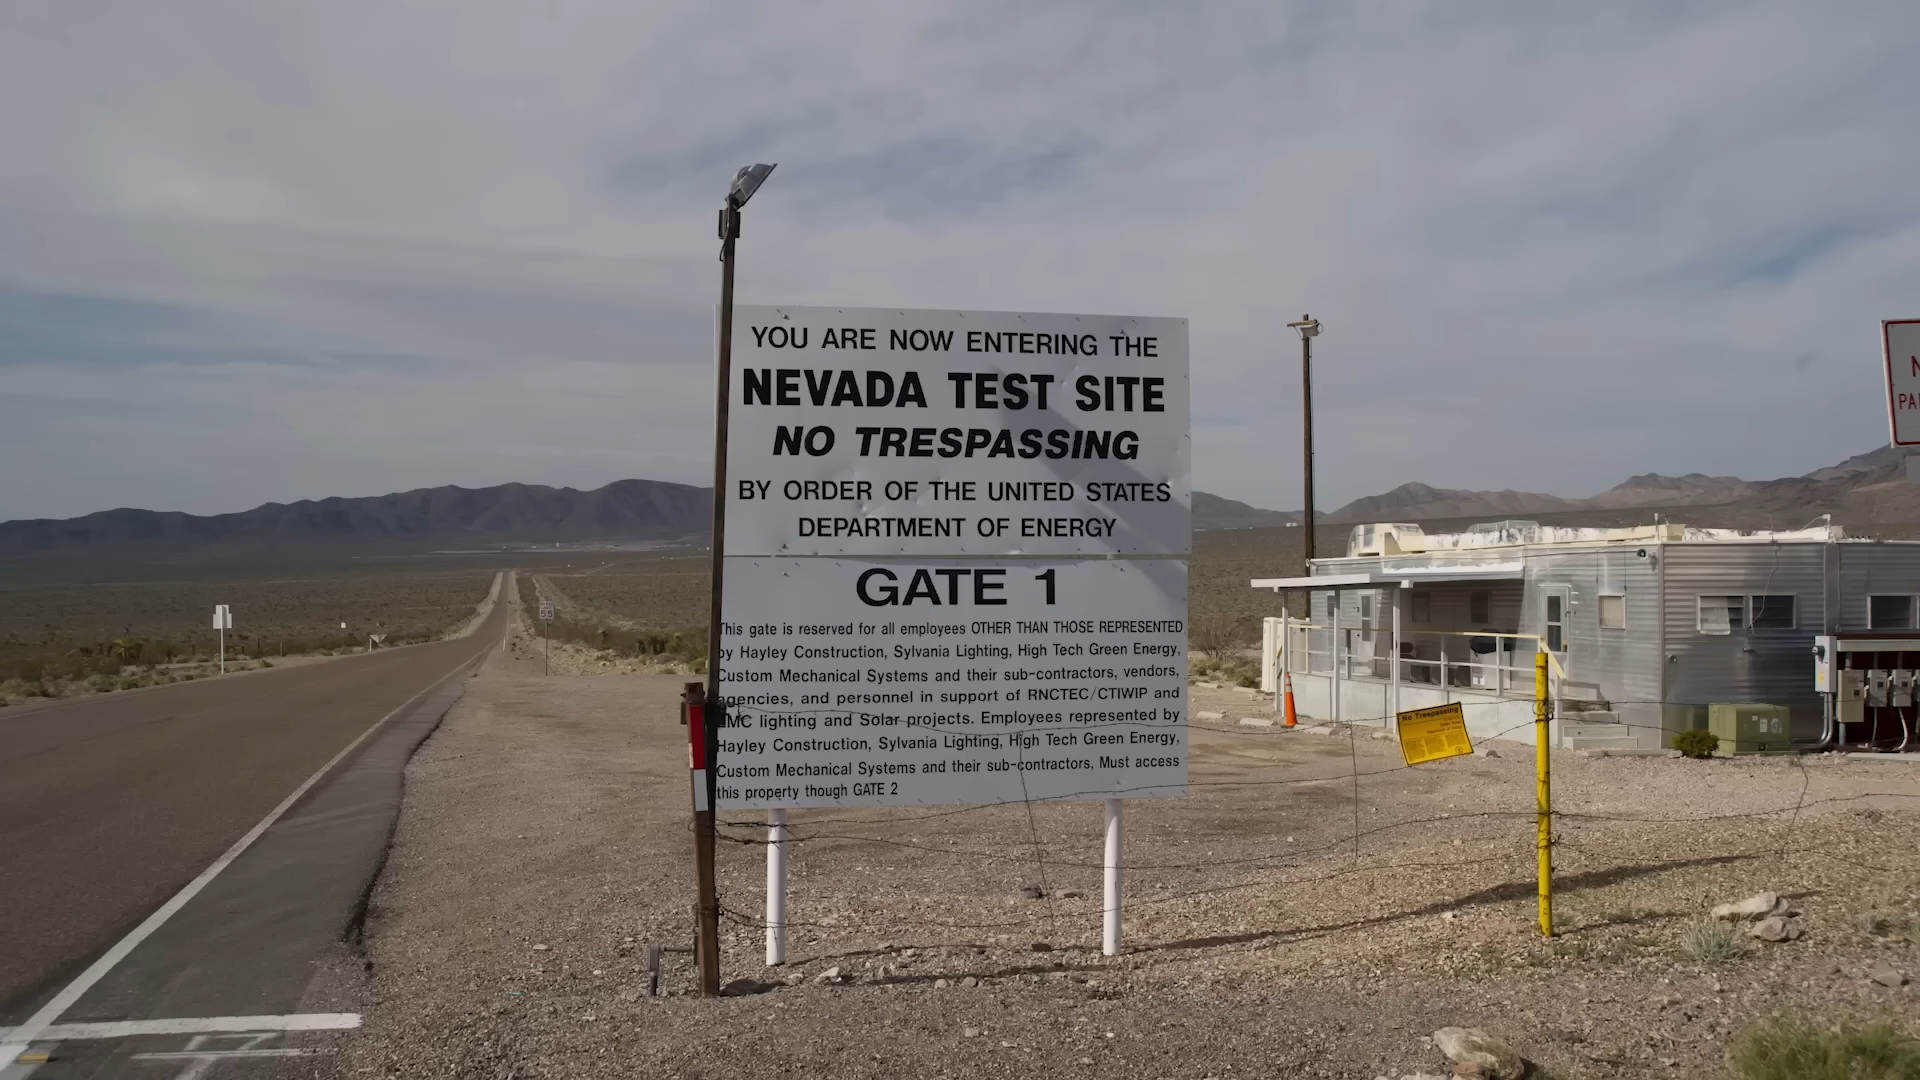 YOU ARE NOW ENTERING THE
NEVADA TEST SITE
NO TRESPASSING
BY ORDER OF THE UNITED STATES
DEPARTMENT OF ENERGY
GATE 1
This gate is reserved for all employees OTHER THAN THOSE REPRESENTED
by Hayley Construction, Sylvania Lighting, High Tech Green Energy,
Custom Mechanical Systems and their sub-contractors, vendors,
agencies, and personnel in support of RNCTEC/CTIWIP and
EMC lighting and Solar projects. Employees represented by
Hayley Construction, Sylvania Lighting, High Tech Green Energy,
Custom Mechanical Systems and their sub-contractors, Must access
this property though GATE 2
No Trespassing
55